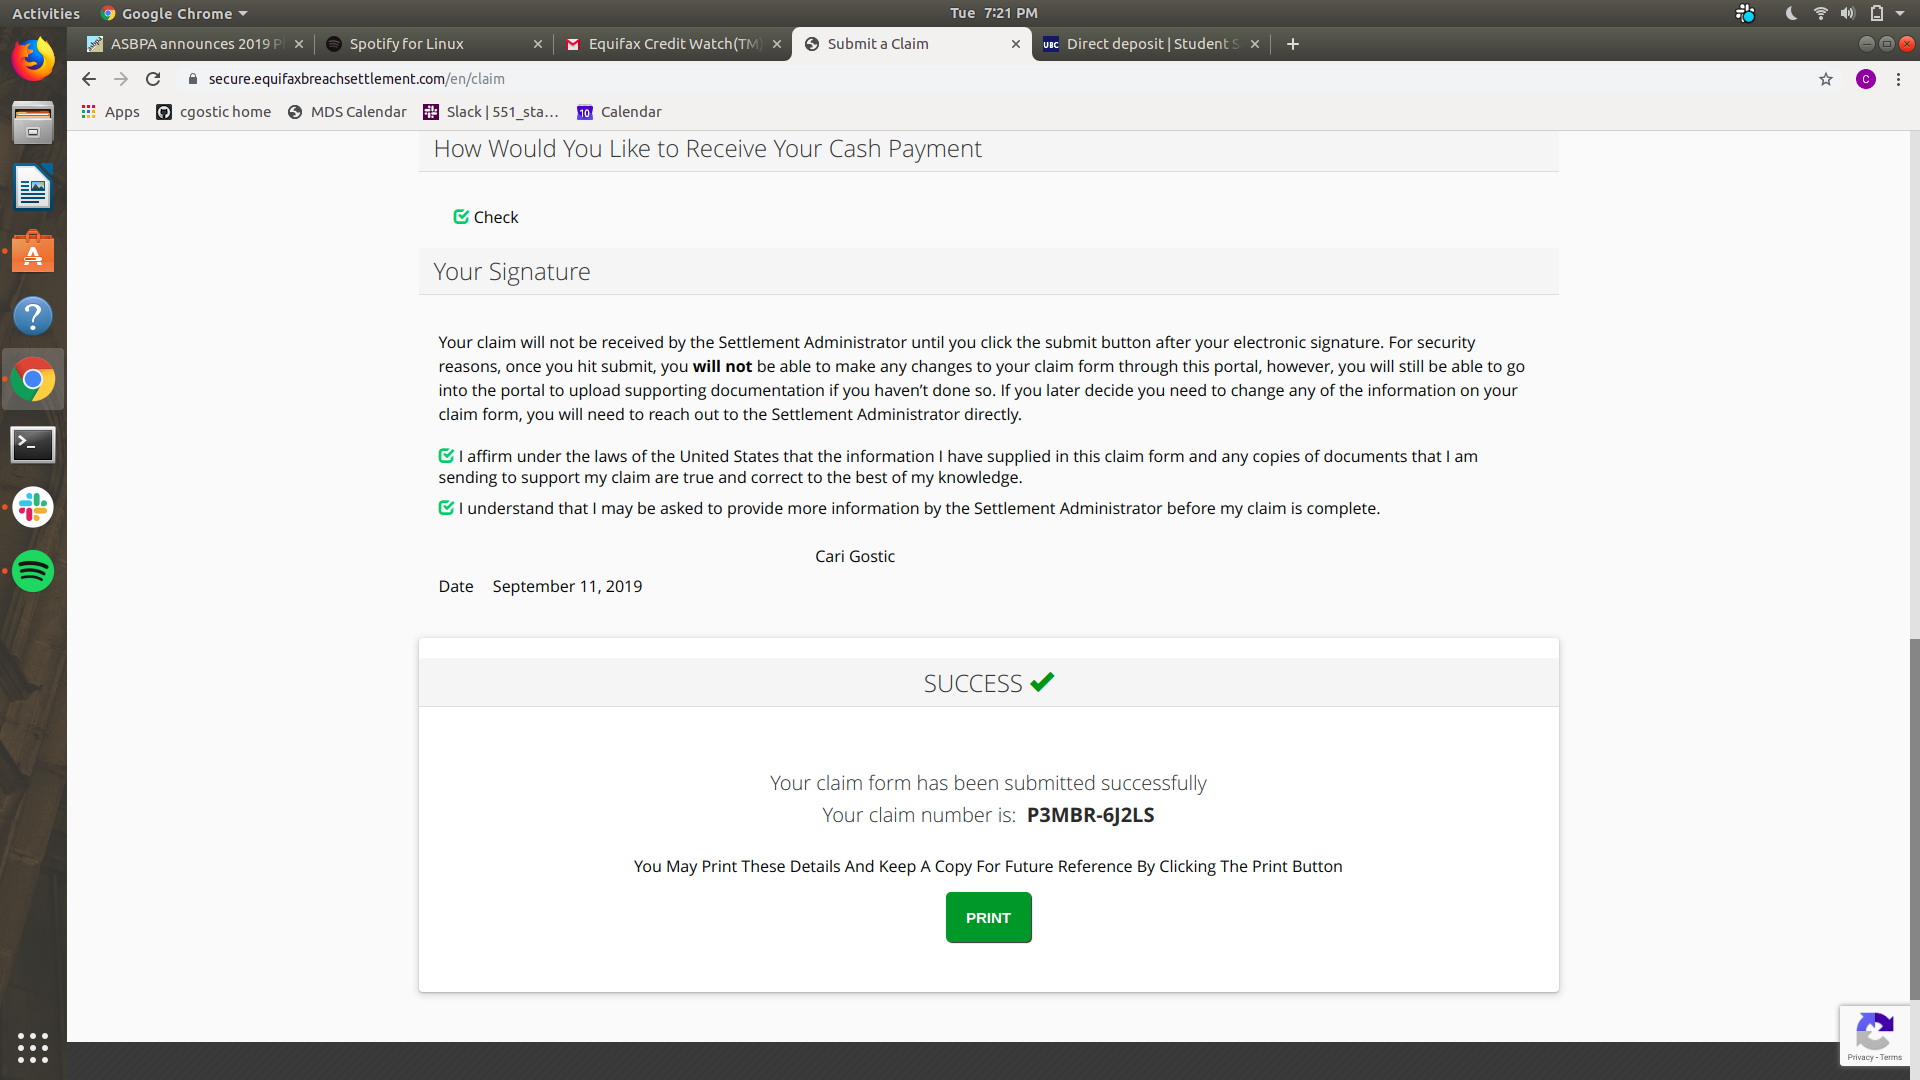 Activities
Google Chrome
Tue 7:21 PM
ASBPA announces 2019 P
Spotify for Linux
Equifax Credit Watch(TM)
Submit a Claim
UBC
Direct deposit | Student S
secure.equifaxbreachsettlement.com/en/claim
C
Apps
cgostic home
MDS Calendar
Slack | 551_sta...
10
Calendar
How Would You Like to Receive Your Cash Payment
Check
Your Signature
Your claim will not be received by the Settlement Administrator until you click the submit button after your electronic signature. For security
reasons, once you hit submit, you will not be able to make any changes to your claim form through this portal, however, you will still be able to go
into the portal to upload supporting documentation if you haven’t done so. If you later decide you need to change any of the information on your
claim form, you will need to reach out to the Settlement Administrator directly.
I affirm under the laws of the United States that the information I have supplied in this claim form and any copies of documents that I am
sending to support my claim are true and correct to the best of my knowledge.
I understand that I may be asked to provide more information by the Settlement Administrator before my claim is complete.
Cari Gostic
Date September 11, 2019
SUCCESS
Your claim form has been submitted successfully
Your claim number is: P3MBR-6J2LS
You May Print These Details And Keep A Copy For Future Reference By Clicking The Print Button
PRINT
Privacy - Terms